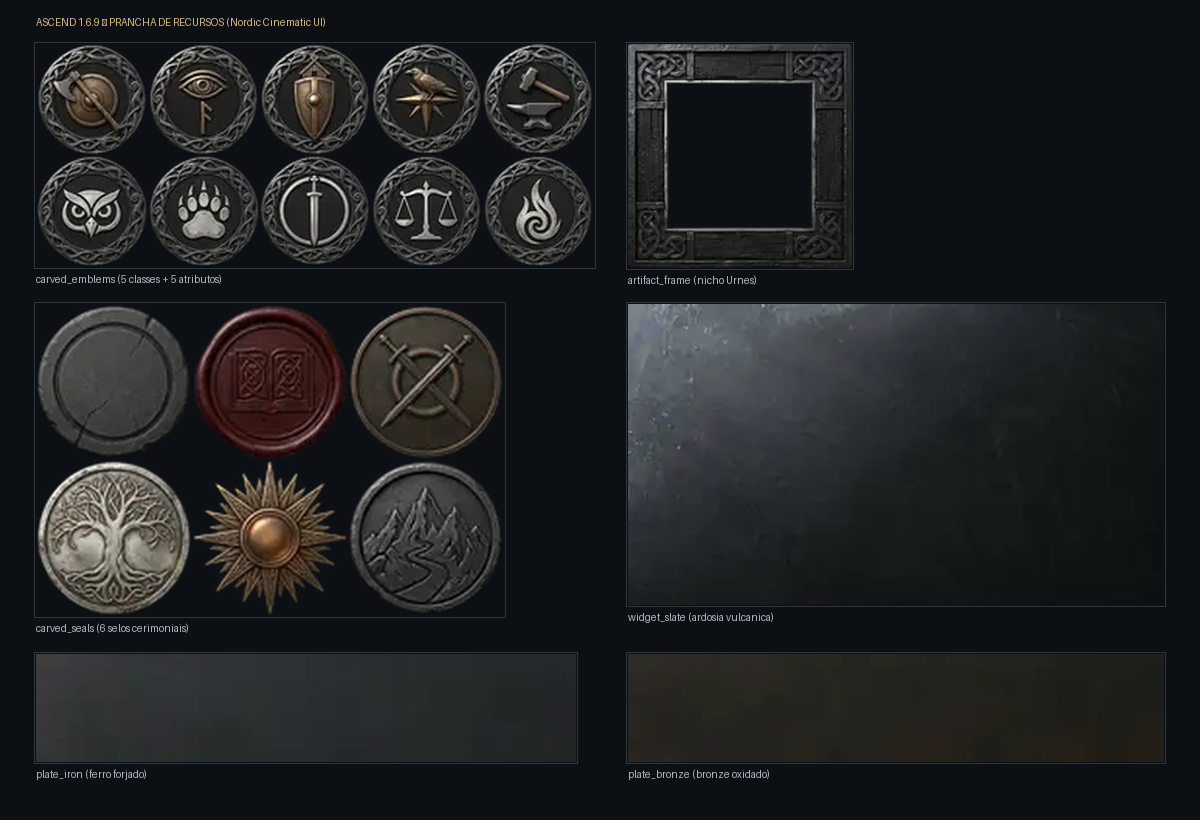 ASCEND 1.6.9 ▯ PRANCHA DE RECURSOS (Nordic Cinematic UI)
carved_emblems (5 classes + 5 atributos)
artifact_frame (nicho Urnes)
carved_seals (6 selos cerimoniais)
widget_slate (ardosia vulcanica)
plate_iron (ferro forjado)
plate_bronze (bronze oxidado)